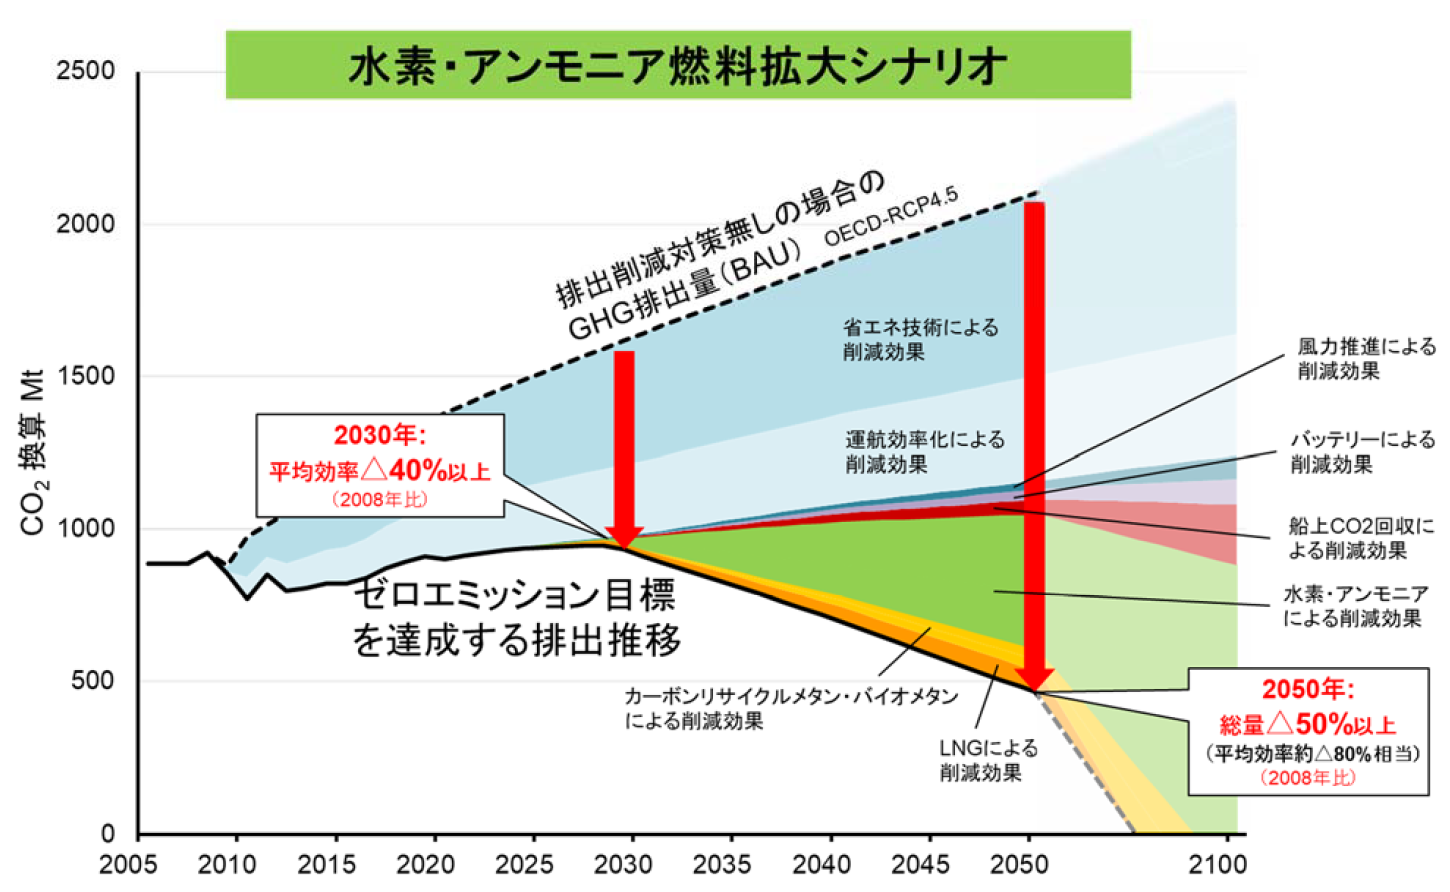 水素・アンモニア燃料拡大シナリオ
2500
2000
1500
1000
500
0
CO2 換算 Mt
排出削減対策無しの場合の
GHG排出量(BAU) OECD-RCP4.5
省エネ技術による
削減効果
運航効率化による
削減効果
風力推進による
削減効果
バッテリーによる
削減効果
船上CO2回収に
よる削減効果
水素・アンモニア
による削減効果
2030年:
平均効率△40%以上
(2008年比)
ゼロエミッション目標
を達成する排出推移
カーボンリサイクルメタン・バイオメタン
による削減効果
LNGによる
削減効果
2050年:
総量△50%以上
(平均効率約△80%相当)
(2008年比)
2005 2010 2015 2020 2025 2030 2035 2040 2045 2050 2100